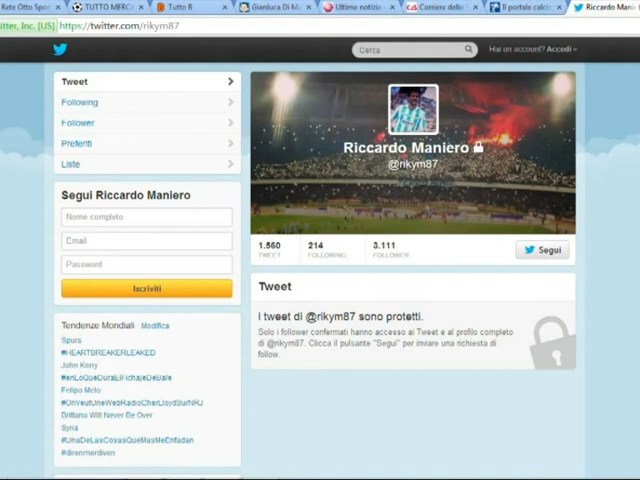 Rete Otto Spor
TUTTO MERCA
Tutto B
Gianluca Di M
Ultime notizie
Corriere dello S
Il portale calcis
Riccardo Maniero
tter, Inc. [US] https://twitter.com/rikym87
Cerca
Hai un account? Accedi
Tweet
Following
Follower
Preferiti
Liste
Riccardo Maniero
@rikym87
1.560
TWEET
214
FOLLOWING
3.111
FOLLOWER
Segui
Segui Riccardo Maniero
Nome completo
Email
Password
Iscriviti
Tweet
I tweet di @rikym87 sono protetti.
Solo i follower confermati hanno accesso ai Tweet e al profilo completo
di @rikym87. Clicca il pulsante "Segui" per inviare una richiesta di
follow.
Tendenze Mondiali Modifica
Spurs
#HEARTBREAKERLEAKED
John Kerry
#enLoQueDuraElFichajeDeBale
Felipo Melo
#OnVeutUneWebRadioCherLloydSurNRJ
Brittana Will Never Be Over
Syria
#UnaDeLasCosasQueMasMeEnfadan
#direnmordiven